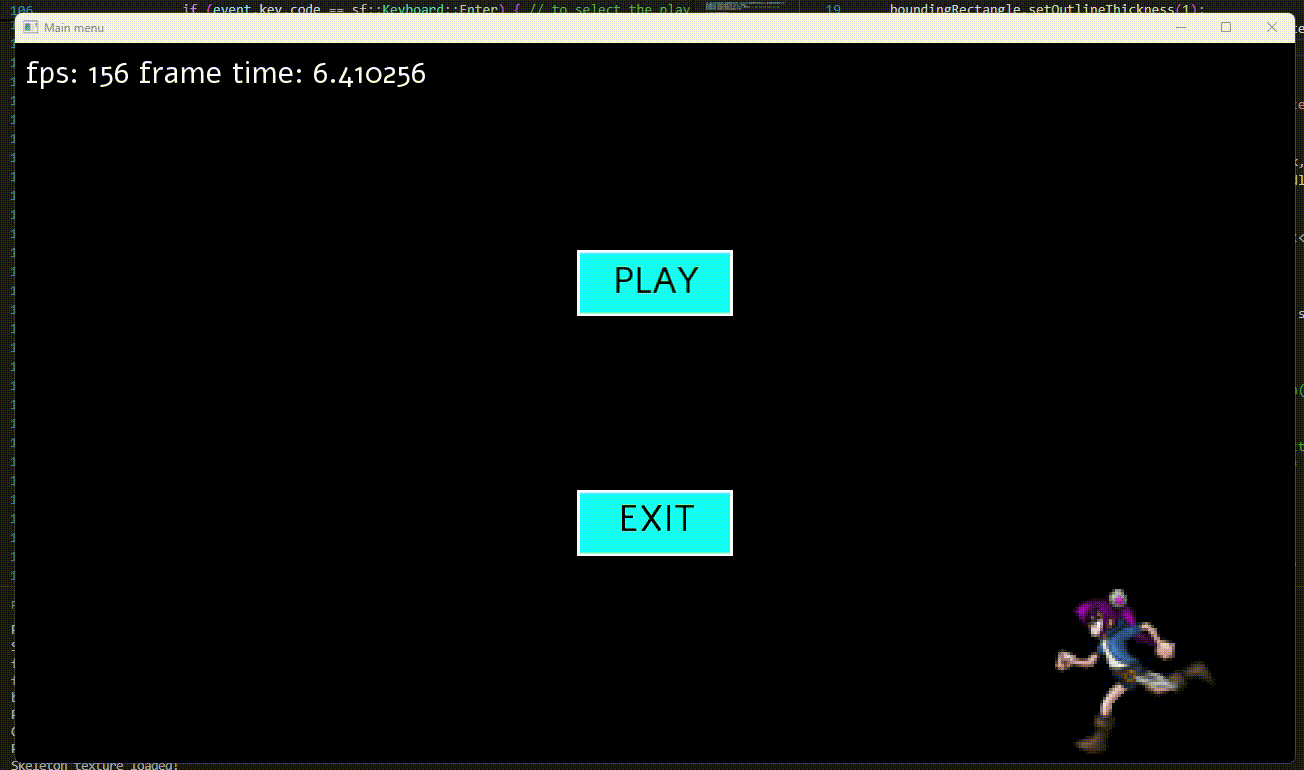 106 if (event.key.code == sf::Keyboard::Enter) { // to select the play 19 boundingRectangle.setOutlineThickness(1);
Main menu
fps: 156 frame time: 6.410256
PLAY
EXIT
Skeleton texture loaded!